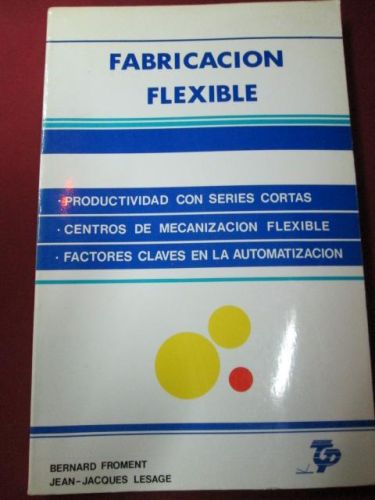 FABRICACION
FLEXIBLE
· PRODUCTIVIDAD CON SERIES CORTAS
· CENTROS DE MECANIZACION FLEXIBLE
· FACTORES CLAVES EN LA AUTOMATIZACION
BERNARD FROMENT
JEAN-JACQUES LESAGE
TGP